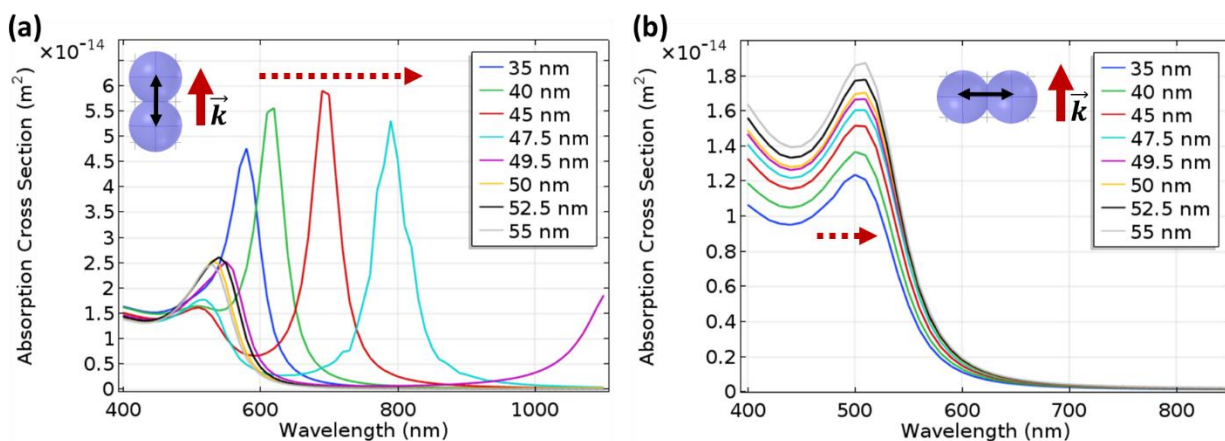 (a)
×10⁻¹⁴
Absorption Cross Section (m²)
6
5.5
5
4.5
4
3.5
3
2.5
2
1.5
1
0.5
0
400
600
800
1000
Wavelength (nm)
k
35 nm
40 nm
45 nm
47.5 nm
49.5 nm
50 nm
52.5 nm
55 nm
(b)
×10⁻¹⁴
Absorption Cross Section (m²)
1.8
1.6
1.4
1.2
1
0.8
0.6
0.4
0.2
0
400
500
600
700
800
Wavelength (nm)
k
35 nm
40 nm
45 nm
47.5 nm
49.5 nm
50 nm
52.5 nm
55 nm